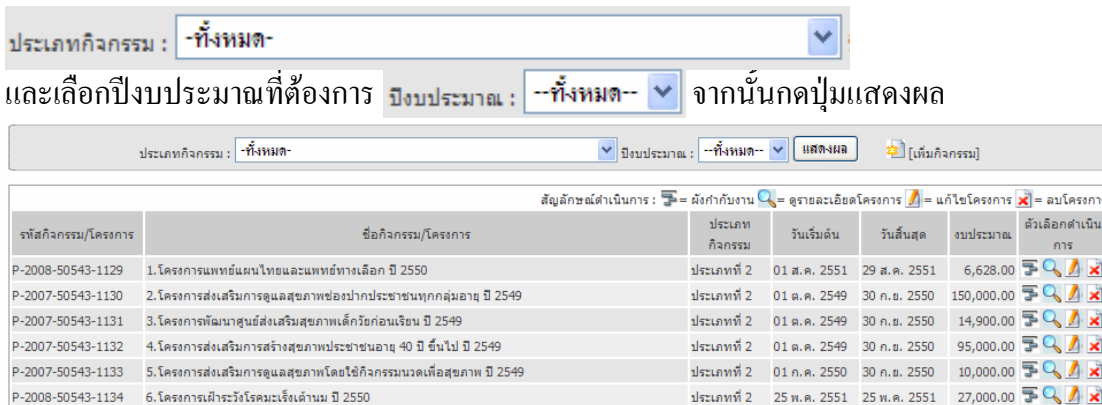 ประเภทกิจกรรม : -ทั้งหมด-
และเลือกปีงบประมาณที่ต้องการ ปีงบประมาณ : --ทั้งหมด-- จากนั้นกดปุ่มแสดงผล
ประเภทกิจกรรม : -ทั้งหมด- ปีงบประมาณ : --ทั้งหมด-- แสดงผล [เพิ่มกิจกรรม]
สัญลักษณ์ดำเนินการ : = ผังกำกับงาน = ดูรายละเอียดโครงการ = แก้ไขโครงการ = ลบโครงกา
รหัสกิจกรรม/โครงการ ชื่อกิจกรรม/โครงการ ประเภทกิจกรรม วันเริ่มต้น วันสิ้นสุด งบประมาณ ตัวเลือกดำเนินการ
P-2008-50543-1129 1.โครงการแพทย์แผนไทยและแพทย์ทางเลือก ปี 2550 ประเภทที่ 2 01 ส.ค. 2551 29 ส.ค. 2551 6,628.00
P-2007-50543-1130 2.โครงการส่งเสริมการดูแลสุขภาพช่องปากประชาชนทุกกลุ่มอายุ ปี 2549 ประเภทที่ 2 01 ต.ค. 2549 30 ก.ย. 2550 150,000.00
P-2007-50543-1131 3.โครงการพัฒนาศูนย์ส่งเสริมสุขภาพเด็กวัยก่อนเรียน ปี 2549 ประเภทที่ 2 01 ต.ค. 2549 30 ก.ย. 2550 14,900.00
P-2007-50543-1132 4.โครงการส่งเสริมการสร้างสุขภาพประชาชนอายุ 40 ปี ขึ้นไป ปี 2549 ประเภทที่ 2 01 ต.ค. 2549 30 ก.ย. 2550 95,000.00
P-2007-50543-1133 5.โครงการส่งเสริมการดูแลสุขภาพโดยใช้กิจกรรมนวดเพื่อสุขภาพ ปี 2549 ประเภทที่ 2 01 ก.ค. 2550 30 ก.ย. 2550 10,000.00
P-2008-50543-1134 6.โครงการเฝ้าระวังโรคมะเร็งเต้านม ปี 2550 ประเภทที่ 2 25 พ.ค. 2551 25 พ.ค. 2551 27,000.00